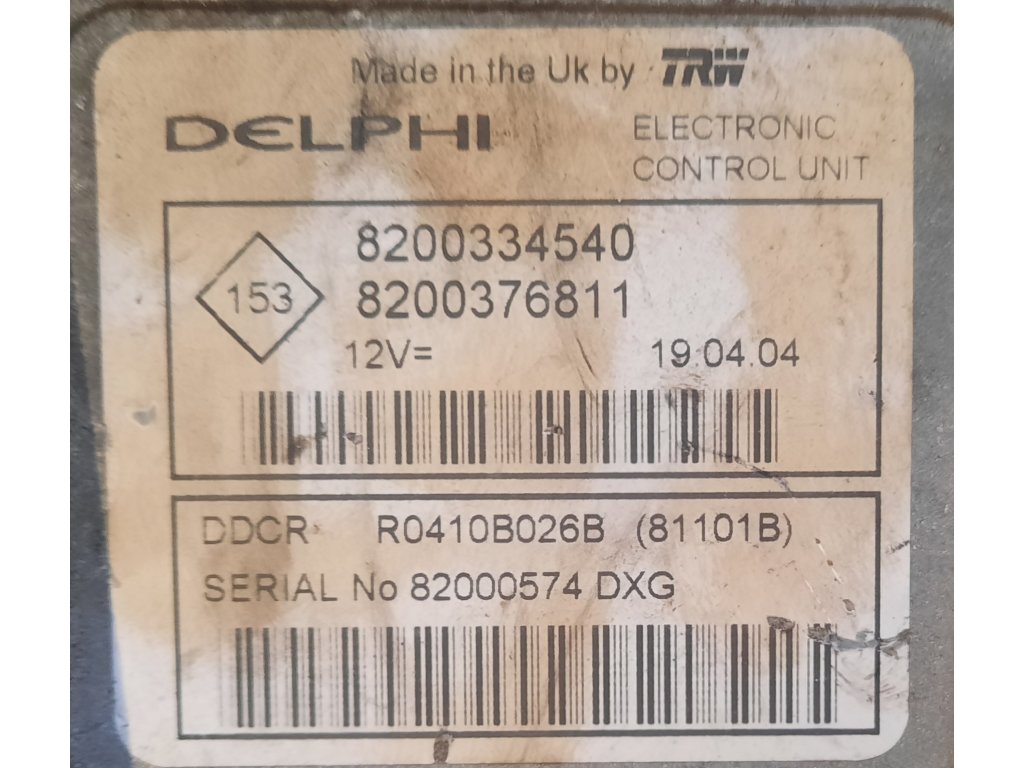 Made in the Uk by TRW
DELPHI
ELECTRONIC
CONTROL UNIT
153
8200334540
8200376811
12V=
19.04.04
DDCR R0410B026B (81101B)
SERIAL No 82000574 DXG